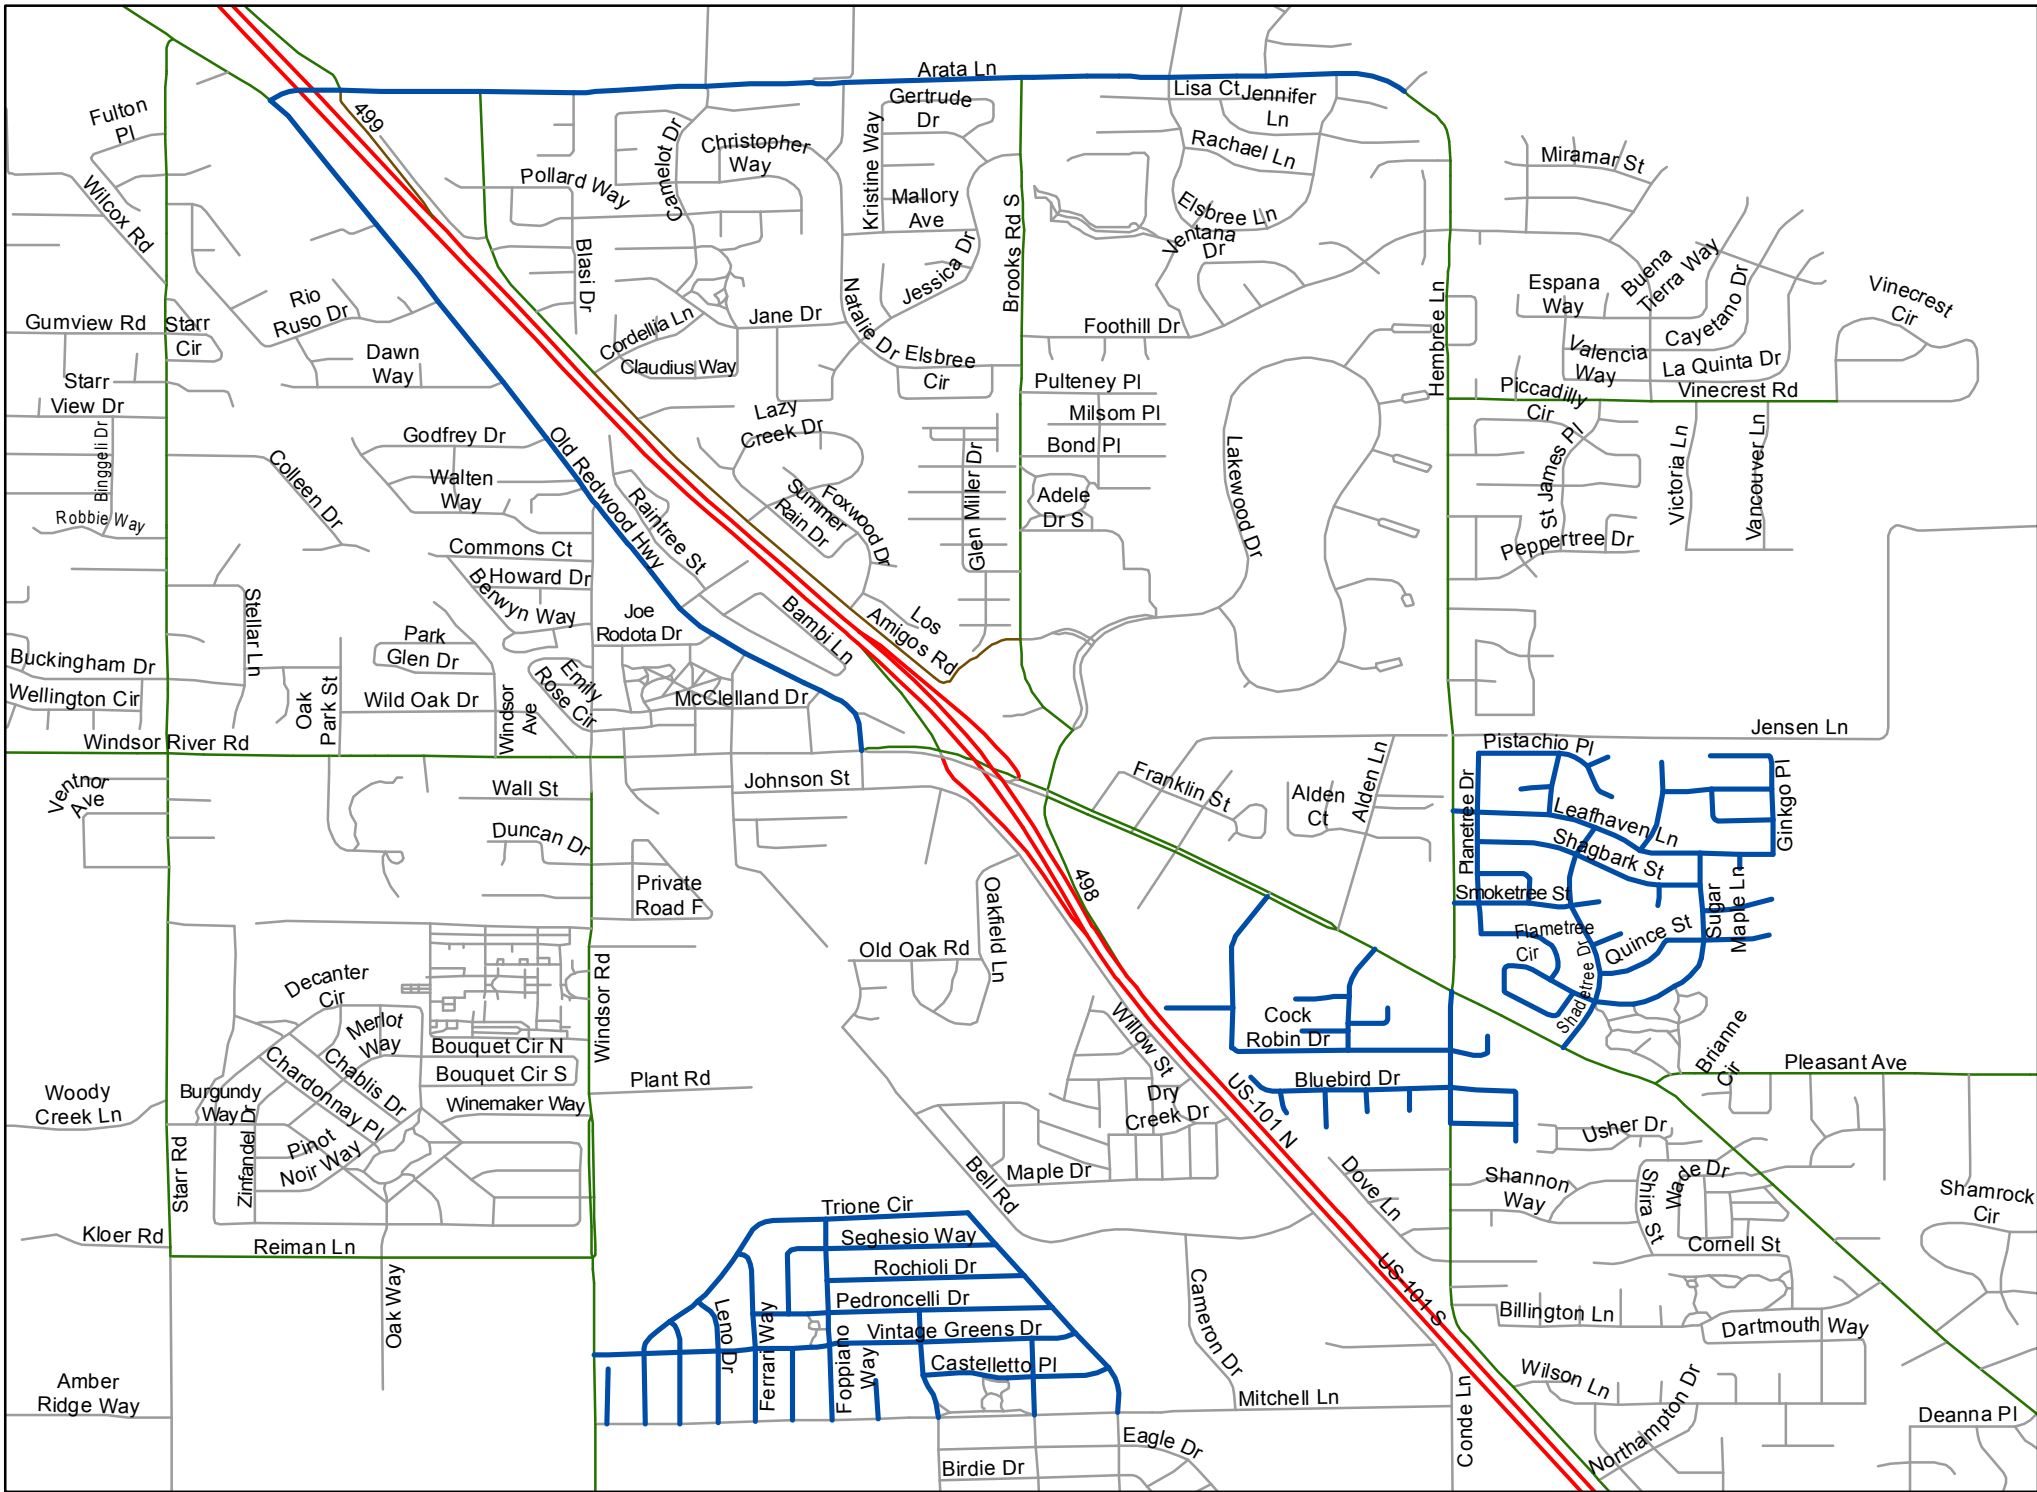 Arata Ln
499
Fulton
Pl
Lisa Ct
Jennifer
Ln
Gertrude
Dr
Kristine Way
Christopher
Way
Camelot Dr
Rachael Ln
Miramar St
Pollard Way
Wilcox Rd
Mallory
Ave
Elsbree Ln
Ventana
Dr
Brooks Rd S
Jessica Dr
Blasi Dr
Natalie Dr
Buena
Tierra Way
Espana
Way
Cayetano Dr
Vinecrest
Cir
Rio
Ruso Dr
Gumview Rd
Starr
Cir
Cordellia Ln
Jane Dr
Foothill Dr
Hembree Ln
Dawn
Way
Claudius Way
Elsbree
Cir
Valencia
Way
La Quinta Dr
Starr
View Dr
Pulteney Pl
Piccadilly
Cir
Vinecrest Rd
Milsom Pl
Lazy
Creek Dr
Bond Pl
Godfrey Dr
Old Redwood Hwy
Binggeli Dr
Colleen Dr
Walten
Way
Raintree St
Summer
Rain Dr
Foxwood Dr
Glen Miller Dr
Adele
Dr S
Lakewood Dr
St James Pl
Victoria Ln
Vancouver Ln
Robbie Way
Peppertree Dr
Commons Ct
Howard Dr
Berwyn Way
Stellar Ln
Joe
Rodota Dr
Bambi Ln
Los
Amigos Rd
Buckingham Dr
Park
Glen Dr
Wellington Cir
Oak
Park St
Wild Oak Dr
Windsor
Ave
Emily
Rose Cir
McClelland Dr
Windsor River Rd
Jensen Ln
Pistachio Pl
Ventnor
Ave
Wall St
Johnson St
Franklin St
Alden
Ct
Alden Ln
Planetree Dr
Leafhaven Ln
Ginkgo Pl
Duncan Dr
Shagbark St
Private
Road F
498
Smoketree St
Sugar
Maple Ln
Oakfield Ln
Old Oak Rd
Flametree
Cir
Quince St
Shadetree Dr
Decanter
Cir
Windsor Rd
Merlot
Way
Cock
Robin Dr
Willow St
Brianne
Cir
Bouquet Cir N
Bouquet Cir S
Chablis Dr
Chardonnay Pl
Plant Rd
Pleasant Ave
Woody
Creek Ln
Burgundy
Way
Winemaker Way
Dry
Creek Dr
US-101 N
Bluebird Dr
Zinfandel Dr
Pinot
Noir Way
Usher Dr
Starr Rd
Bell Rd
Maple Dr
Dove Ln
Shannon
Way
Shira St
Wade Dr
Shamrock
Cir
Trione Cir
Kloer Rd
Reiman Ln
Seghesio Way
Cornell St
Rochioli Dr
US-101 S
Oak Way
Leno Dr
Ferrari Way
Pedroncelli Dr
Foppiano
Way
Vintage Greens Dr
Cameron Dr
Billington Ln
Dartmouth Way
Castelletto Pl
Amber
Ridge Way
Mitchell Ln
Conde Ln
Wilson Ln
Northampton Dr
Deanna Pl
Eagle Dr
Birdie Dr